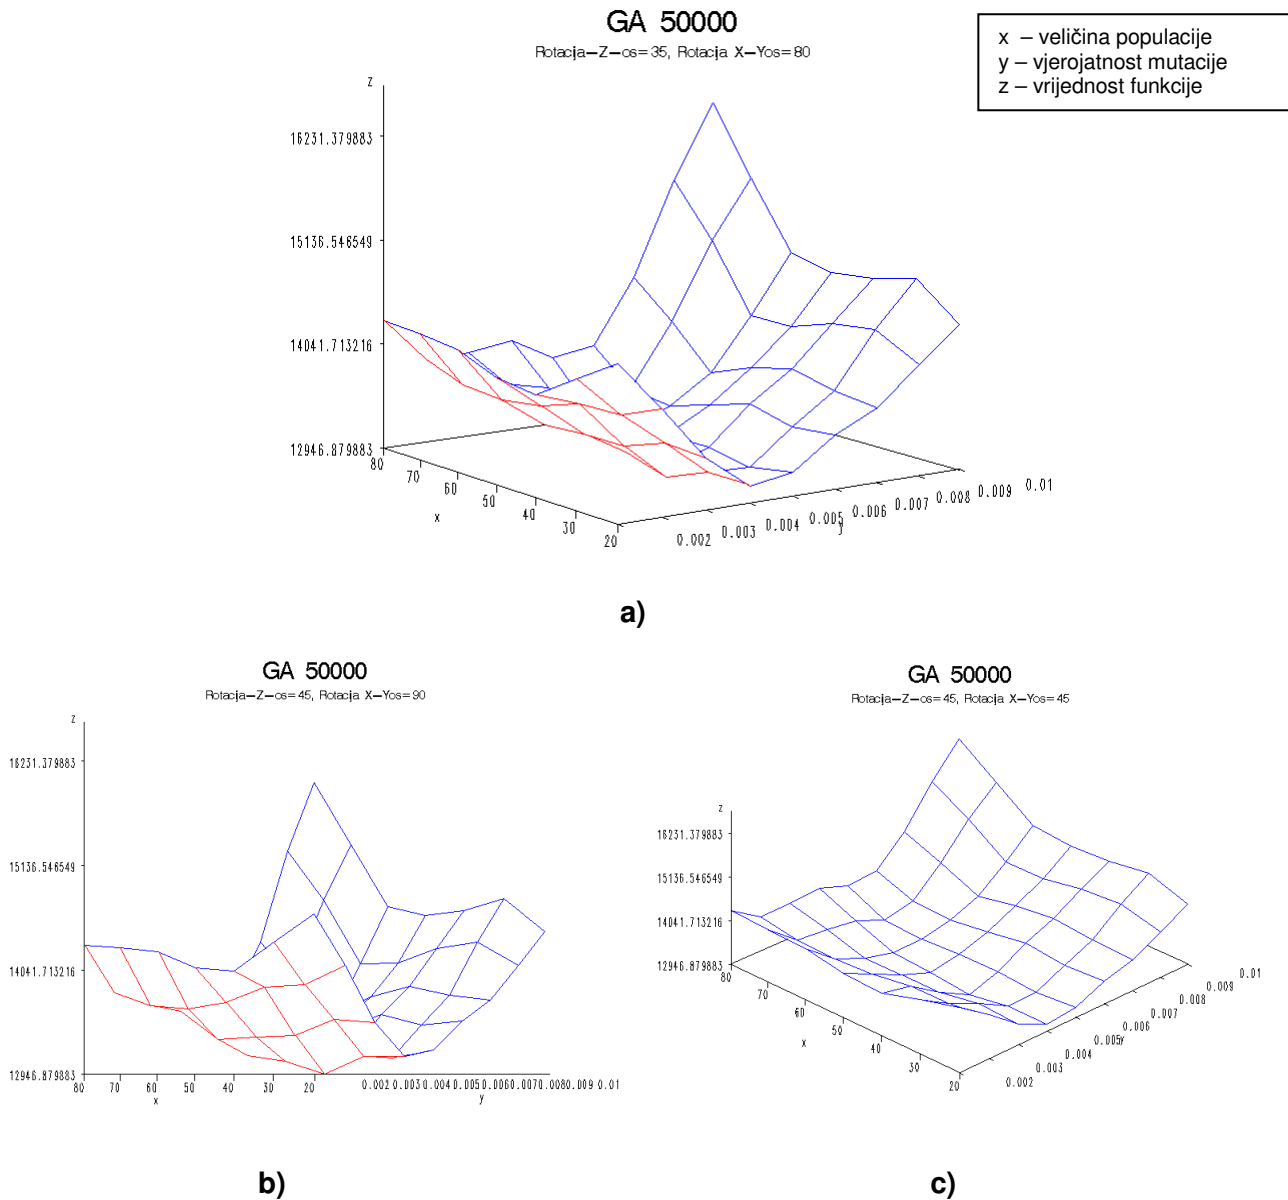 GA 50000
Rotacija-Z-os=35, Rotacija X-Yos=80
x – veličina populacije
y – vjerojatnost mutacije
z – vrijednost funkcije
z
16231.379883
15136.546549
14041.713216
12946.879883
80
70
60
50
40
30
20
x
0.002 0.003 0.004 0.005 0.006 0.007 0.008 0.009 0.01
y
a)
GA 50000
Rotacija-Z-os=45, Rotacija X-Yos=90
z
16231.379883
15136.546549
14041.713216
12946.879883
80 70 60 50 40 30 20
x
0.002 0.003 0.004 0.005 0.006 0.007 0.008 0.009 0.01
y
b)
GA 50000
Rotacija-Z-os=45, Rotacija X-Yos=45
z
16231.379883
15136.546549
14041.713216
12946.879883
80
70
60
50
40
30
20
x
0.002
0.003
0.004
0.005
0.006
0.007
0.008
0.009
0.01
y
c)